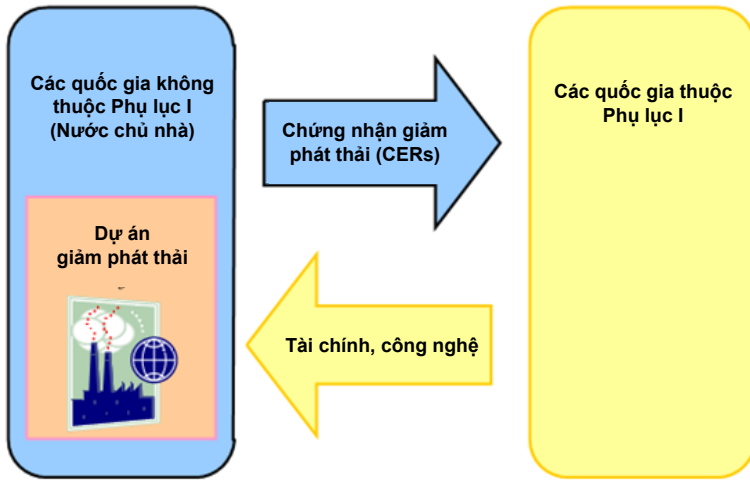 Các quốc gia không
thuộc Phụ lục I
(Nước chủ nhà)
Dự án
giảm phát thải
Chứng nhận giảm
phát thải (CERs)
Tài chính, công nghệ
Các quốc gia thuộc
Phụ lục I